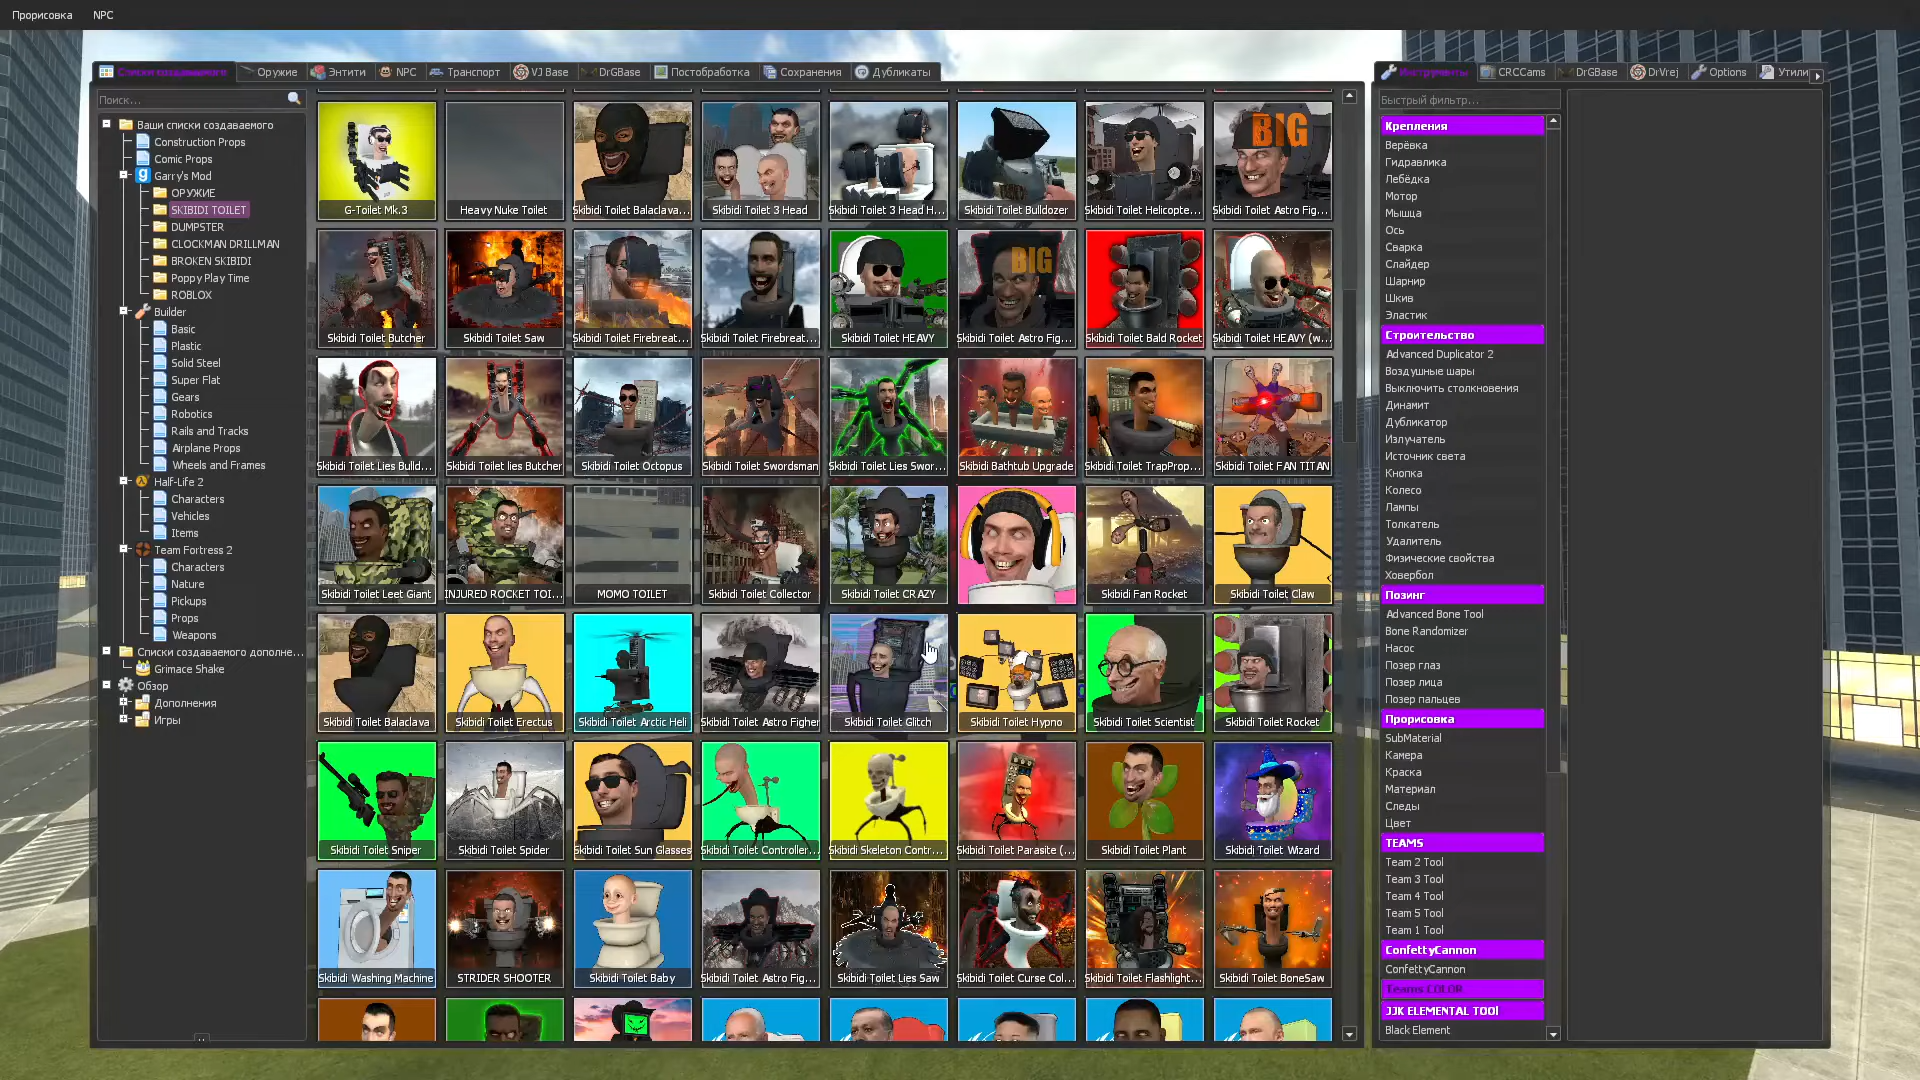 Прорисовка NPC
Списки создаваемого Оружие Энтити NPC Транспорт VJ Base DrGBase Постобработка Сохранения Дубликаты
Инструменты CRCCams DrGBase DrVrej Options Утили
Поиск...
Ваши списки создаваемого
Construction Props
Comic Props
Garry's Mod
ОРУЖИЕ
SKIBIDI TOILET
DUMPSTER
CLOCKMAN DRILLMAN
BROKEN SKIBIDI
Poppy Play Time
ROBLOX
Builder
Basic
Plastic
Solid Steel
Super Flat
Gears
Robotics
Rails and Tracks
Airplane Props
Wheels and Frames
Half-Life 2
Characters
Vehicles
Items
Team Fortress 2
Characters
Nature
Pickups
Props
Weapons
Списки создаваемого дополне...
Grimace Shake
Обзор
Дополнения
Игры
BIG
G-Toilet Mk.3 Heavy Nuke Toilet Skibidi Toilet Balaclava... Skibidi Toilet 3 Head Skibidi Toilet 3 Head H... Skibidi Toilet Bulldozer Skibidi Toilet Helicopte... Skibidi Toilet Astro Fig...
BIG
Skibidi Toilet Butcher Skibidi Toilet Saw Skibidi Toilet Firebreat... Skibidi Toilet Firebreat... Skibidi Toilet HEAVY Skibidi Toilet Astro Fig... Skibidi Toilet Bald Rocket Skibidi Toilet HEAVY (w...
Skibidi Toilet Lies Bulld... Skibidi Toilet lies Butcher Skibidi Toilet Octopus Skibidi Toilet Swordsman Skibidi Toilet Lies Swor... Skibidi Bathtub Upgrade Skibidi Toilet TrapProp... Skibidi Toilet FAN TITAN
Skibidi Toilet Leet Giant INJURED ROCKET TOI... MOMO TOILET Skibidi Toilet Collector Skibidi Toilet CRAZY Skibidi Fan Rocket Skibidi Toilet Claw
Skibidi Toilet Balaclava Skibidi Toilet Erectus Skibidi Toilet Arctic Heli Skibidi Toilet Astro Figher Skibidi Toilet Glitch Skibidi Toilet Hypno Skibidi Toilet Scientist Skibidi Toilet Rocket
Skibidi Toilet Sniper Skibidi Toilet Spider Skibidi Toilet Sun Glasses Skibidi Toilet Controller... Skibidi Skeleton Contr... Skibidi Toilet Parasite (... Skibidi Toilet Plant Skibidi Toilet Wizard
Skibidi Washing Machine STRIDER SHOOTER Skibidi Toilet Baby Skibidi Toilet Astro Fig... Skibidi Toilet Lies Saw Skibidi Toilet Curse Col... Skibidi Toilet Flashlight... Skibidi Toilet BoneSaw
Быстрый фильтр...
Крепления
Верёвка
Гидравлика
Лебёдка
Мотор
Мышца
Ось
Сварка
Слайдер
Шарнир
Шкив
Эластик
Строительство
Advanced Duplicator 2
Воздушные шары
Выключить столкновения
Динамит
Дубликатор
Излучатель
Источник света
Кнопка
Колесо
Лампы
Толкатель
Удалитель
Физические свойства
Ховербол
Позинг
Advanced Bone Tool
Bone Randomizer
Насос
Позер глаз
Позер лица
Позер пальцев
Прорисовка
SubMaterial
Камера
Краска
Материал
Следы
Цвет
TEAMS
Team 2 Tool
Team 3 Tool
Team 4 Tool
Team 5 Tool
Team 1 Tool
ConfettyCannon
ConfettyCannon
Teams COLOR
JJK ELEMENTAL TOOl
Black Element